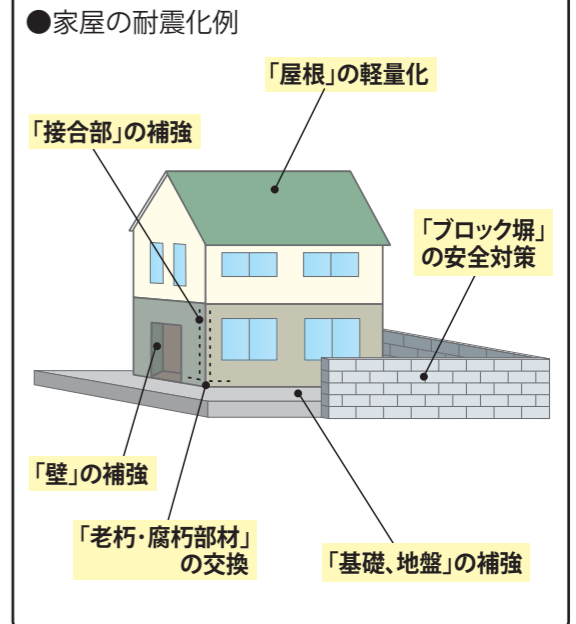 ●家屋の耐震化例
「屋根」の軽量化
「接合部」の補強
「ブロック塀」
の安全対策
「壁」の補強
「老朽・腐朽部材」
の交換
「基礎、地盤」の補強